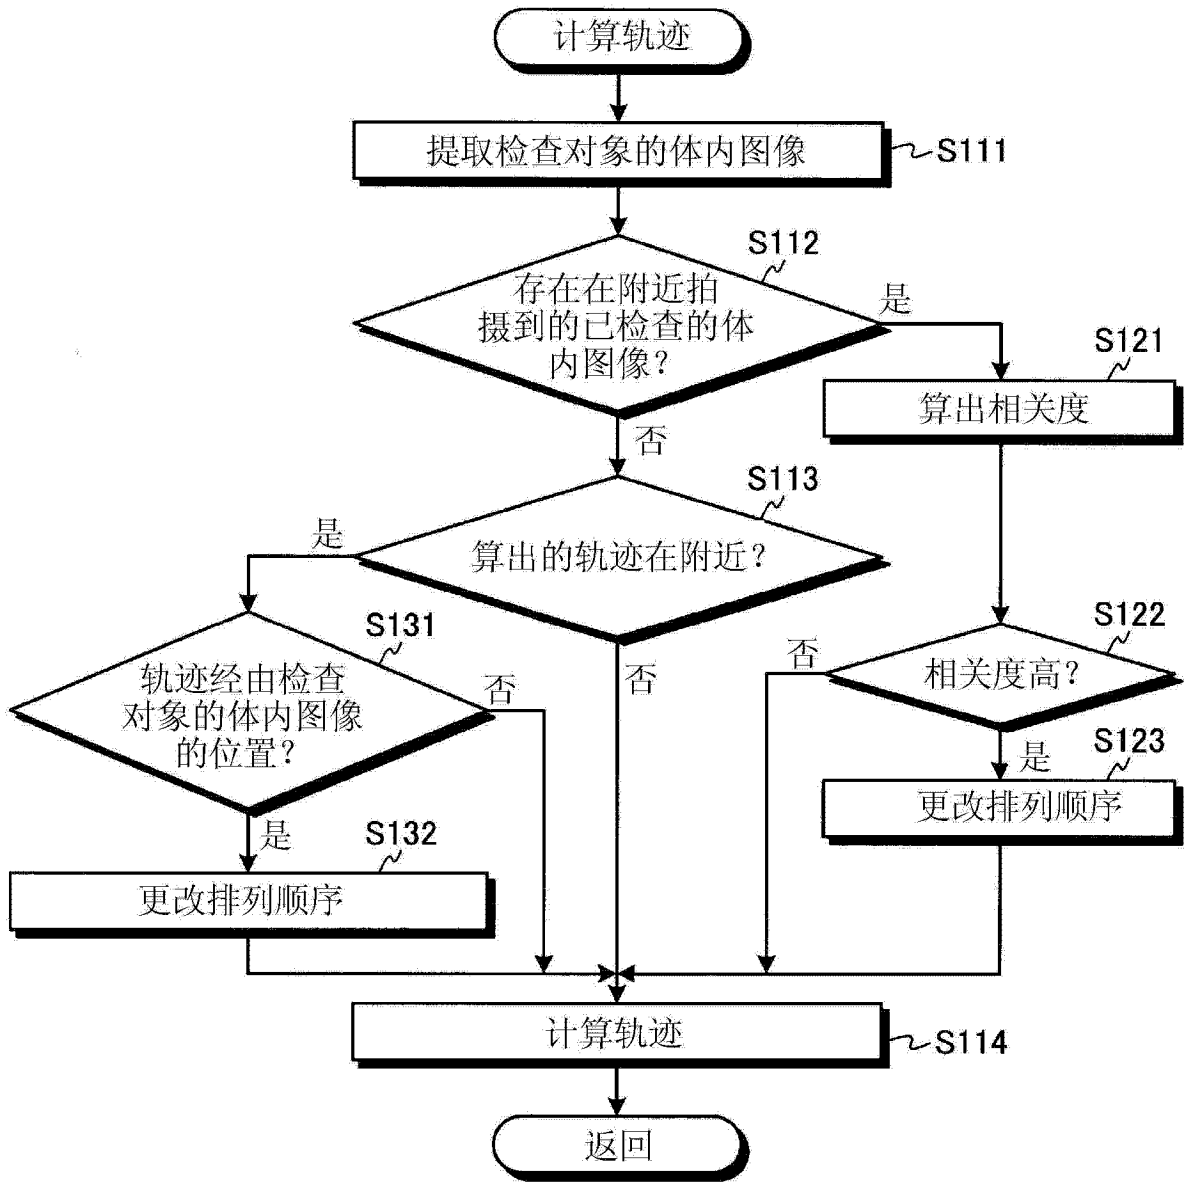 计算轨迹
提取检查对象的体内图像
S111
S112
存在在附近拍
摄到的已检查的体
内图像？
是
否
S121
算出相关度
S113
算出的轨迹在附近？
是
否
S122
相关度高？
否
是
S131
轨迹经由检查
对象的体内图像
的位置？
否
是
S123
更改排列顺序
S132
更改排列顺序
计算轨迹
S114
返回